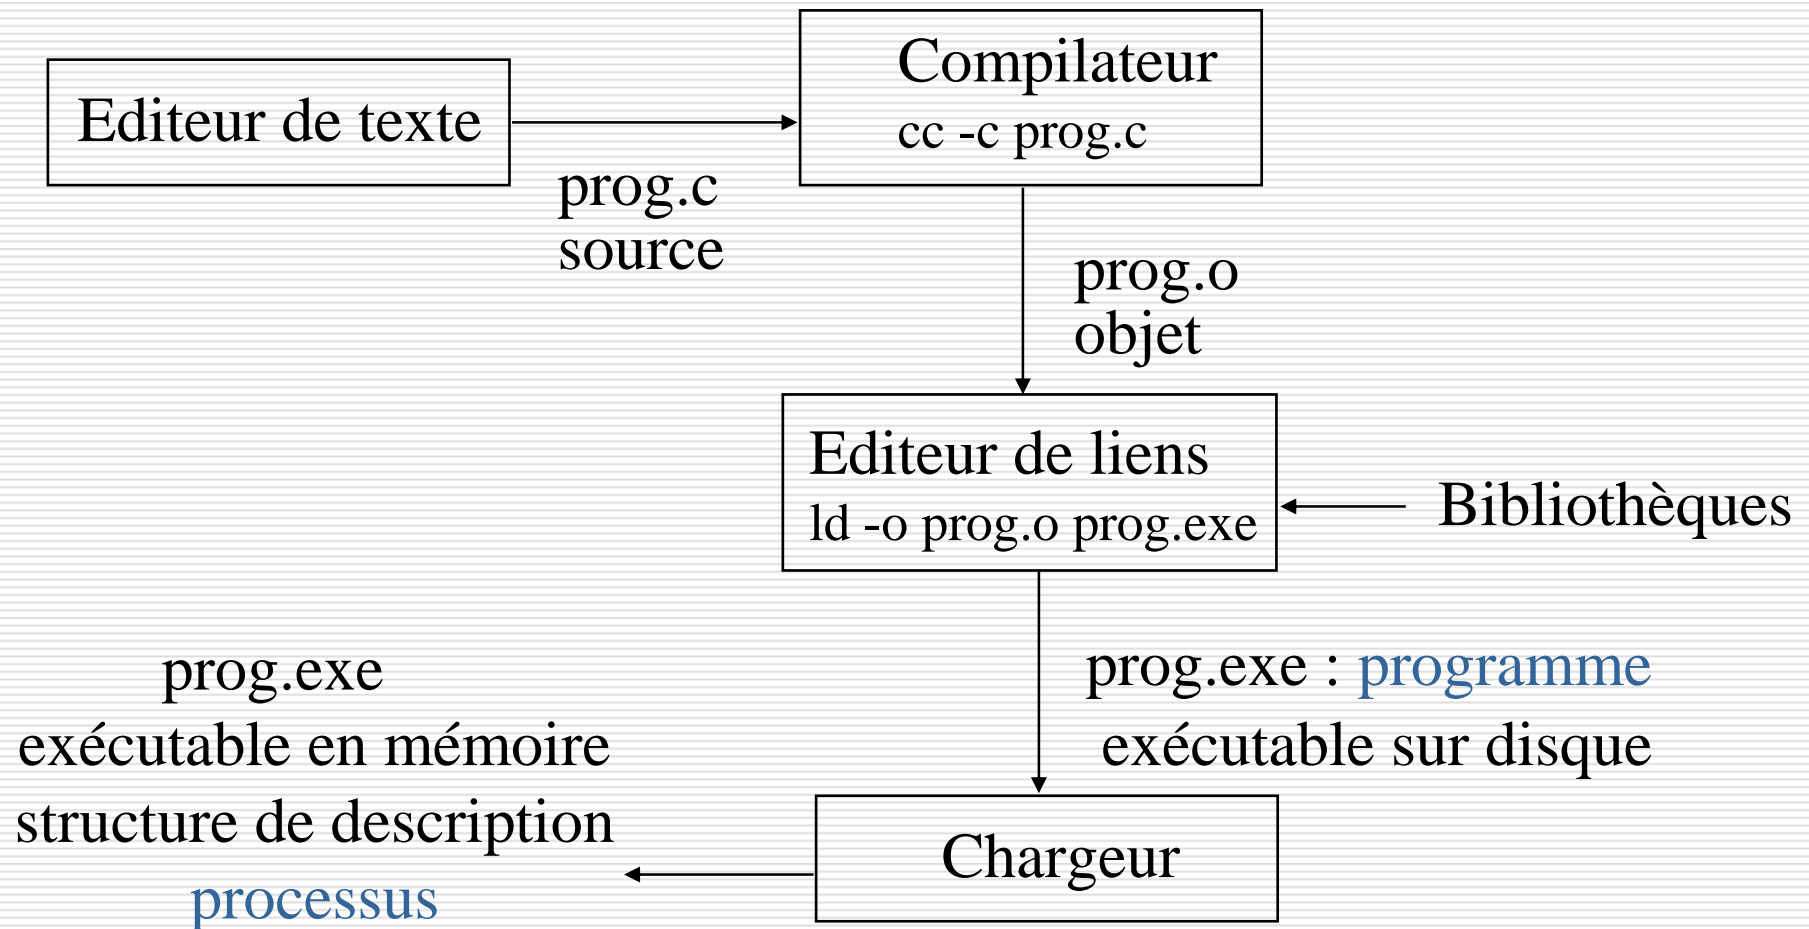 Editeur de texte
prog.c
source
Compilateur
cc -c prog.c
prog.o
objet
Editeur de liens
ld -o prog.o prog.exe
Bibliothèques
prog.exe : programme
exécutable sur disque
Chargeur
prog.exe
exécutable en mémoire
structure de description
processus